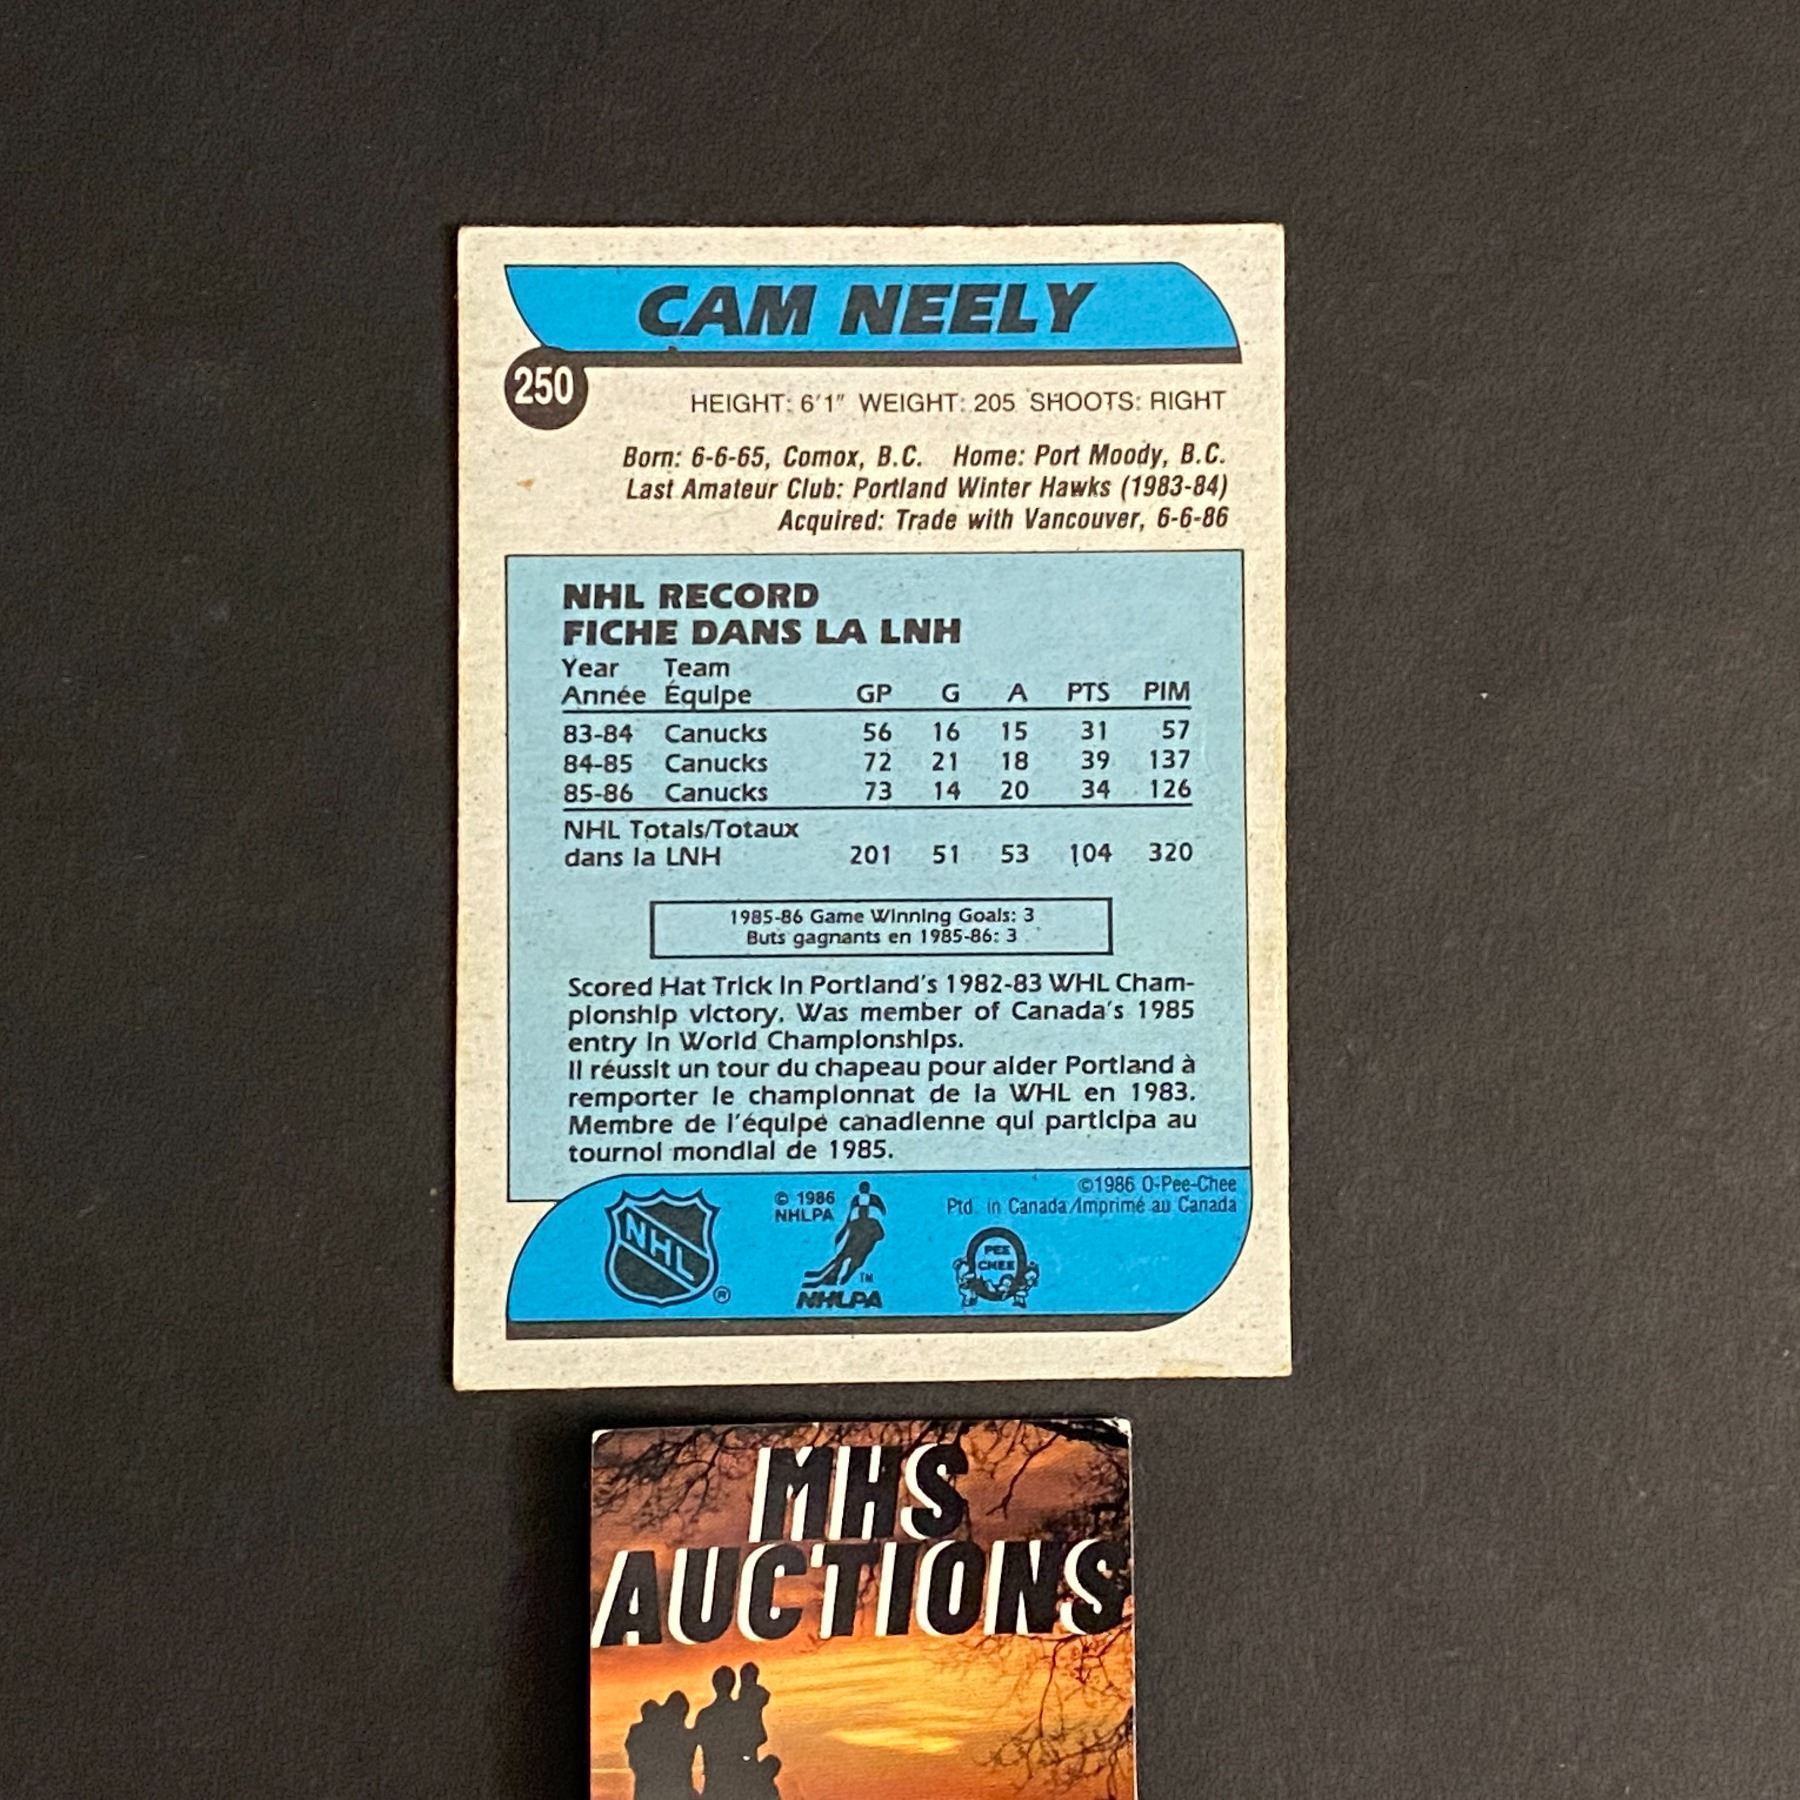 CAM NEELY
250
HEIGHT: 6'1" WEIGHT: 205 SHOOTS: RIGHT
Born: 6-6-65, Comox, B.C. Home: Port Moody, B.C.
Last Amateur Club: Portland Winter Hawks (1983-84)
Acquired: Trade with Vancouver, 6-6-86
NHL RECORD
FICHE DANS LA LNH
Year Team
Année Équipe GP G A PTS PIM
83-84 Canucks 56 16 15 31 57
84-85 Canucks 72 21 18 39 137
85-86 Canucks 73 14 20 34 126
NHL Totals/Totaux
dans la LNH 201 51 53 104 320
1985-86 Game Winning Goals: 3
Buts gagnants en 1985-86: 3
Scored Hat Trick in Portland's 1982-83 WHL Cham-
pionship victory. Was member of Canada's 1985
entry in World Championships.
Il réussit un tour du chapeau pour aider Portland à
remporter le championnat de la WHL en 1983.
Membre de l'équipe canadienne qui participa au
tournoi mondial de 1985.
©1986 O-Pee-Chee
Ptd. in Canada/Imprimé au Canada
© 1986
NHLPA
NHL ®
TM
NHLPA
PEE
CHEE
MHS
AUCTIONS